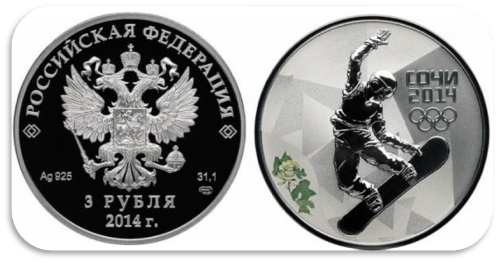 РОССИЙСКАЯ ФЕДЕРАЦИЯ
Ag 925 31,1
3 РУБЛЯ
2014 г.
СОЧИ
2014